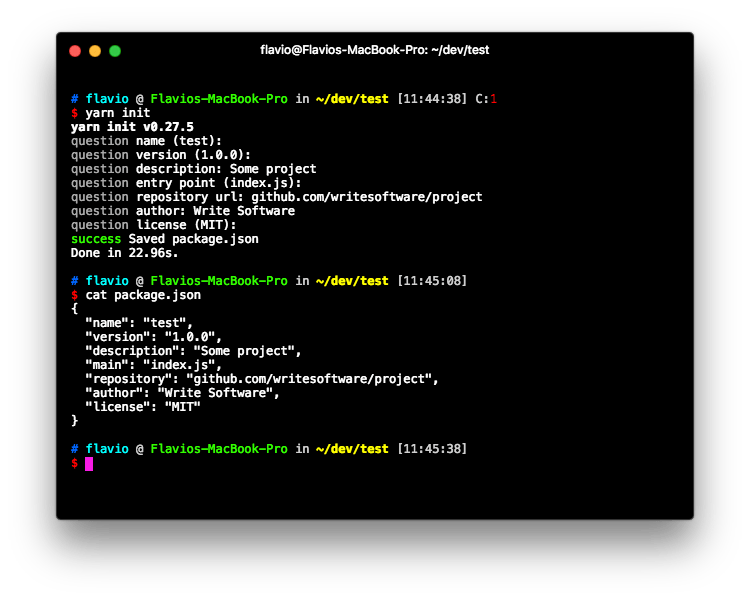 flavio@Flavios-MacBook-Pro: ~/dev/test
# flavio @ Flavios-MacBook-Pro in ~/dev/test [11:44:38] C:1
$ yarn init
yarn init v0.27.5
question name (test):
question version (1.0.0):
question description: Some project
question entry point (index.js):
question repository url: github.com/writesoftware/project
question author: Write Software
question license (MIT):
success Saved package.json
Done in 22.96s.
# flavio @ Flavios-MacBook-Pro in ~/dev/test [11:45:08]
$ cat package.json
{
  "name": "test",
  "version": "1.0.0",
  "description": "Some project",
  "main": "index.js",
  "repository": "github.com/writesoftware/project",
  "author": "Write Software",
  "license": "MIT"
}
# flavio @ Flavios-MacBook-Pro in ~/dev/test [11:45:38]
$